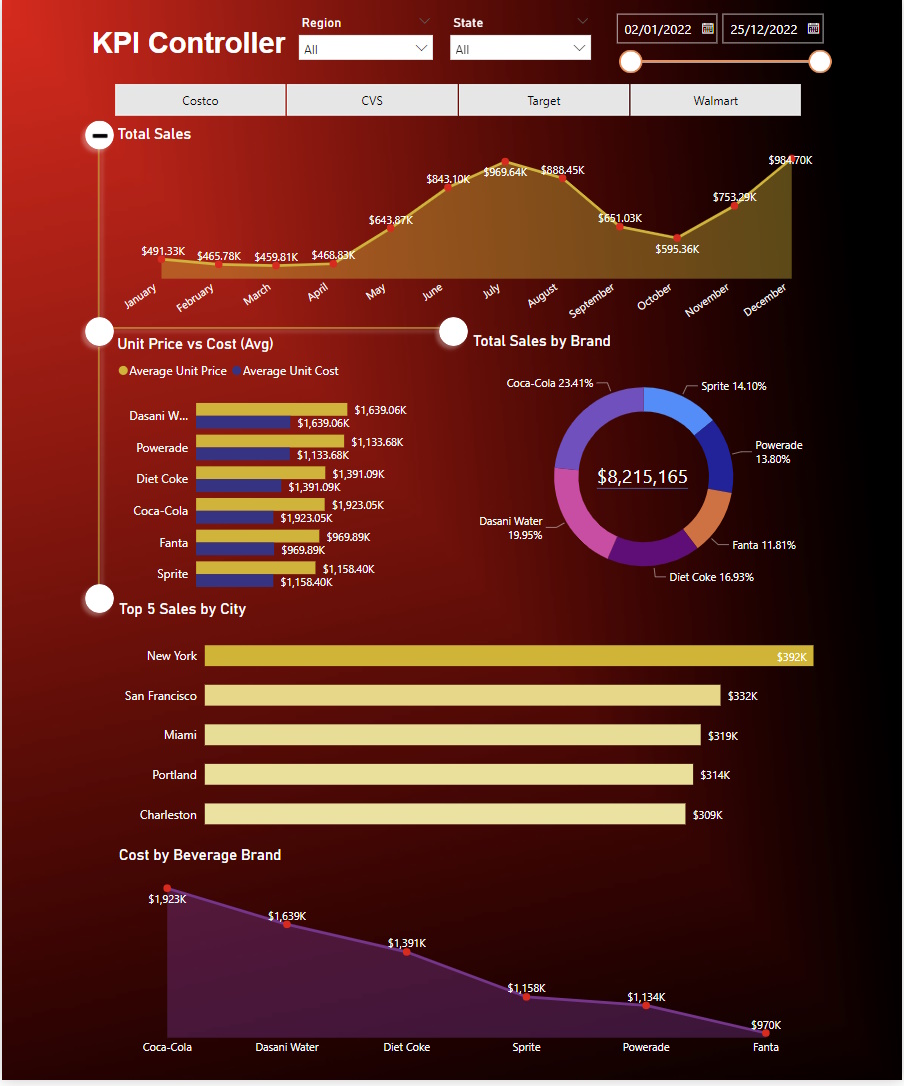 KPI Controller
Region
All
State
All
02/01/2022
25/12/2022
Costco
CVS
Target
Walmart
Total Sales
$491.33K
$465.78K
$459.81K
$468.83K
$643.87K
$843.10K
$969.64K
$888.45K
$651.03K
$595.36K
$753.29K
$984.70K
January
February
March
April
May
June
July
August
September
October
November
December
Unit Price vs Cost (Avg)
Average Unit Price
Average Unit Cost
Dasani W...
$1,639.06K
$1,639.06K
Powerade
$1,133.68K
$1,133.68K
Diet Coke
$1,391.09K
$1,391.09K
Coca-Cola
$1,923.05K
$1,923.05K
Fanta
$969.89K
$969.89K
Sprite
$1,158.40K
$1,158.40K
Total Sales by Brand
Coca-Cola 23.41%
Sprite 14.10%
Powerade
13.80%
$8,215,165
Dasani Water
19.95%
Fanta 11.81%
Diet Coke 16.93%
Top 5 Sales by City
New York
$392K
San Francisco
$332K
Miami
$319K
Portland
$314K
Charleston
$309K
Cost by Beverage Brand
$1,923K
$1,639K
$1,391K
$1,158K
$1,134K
$970K
Coca-Cola
Dasani Water
Diet Coke
Sprite
Powerade
Fanta